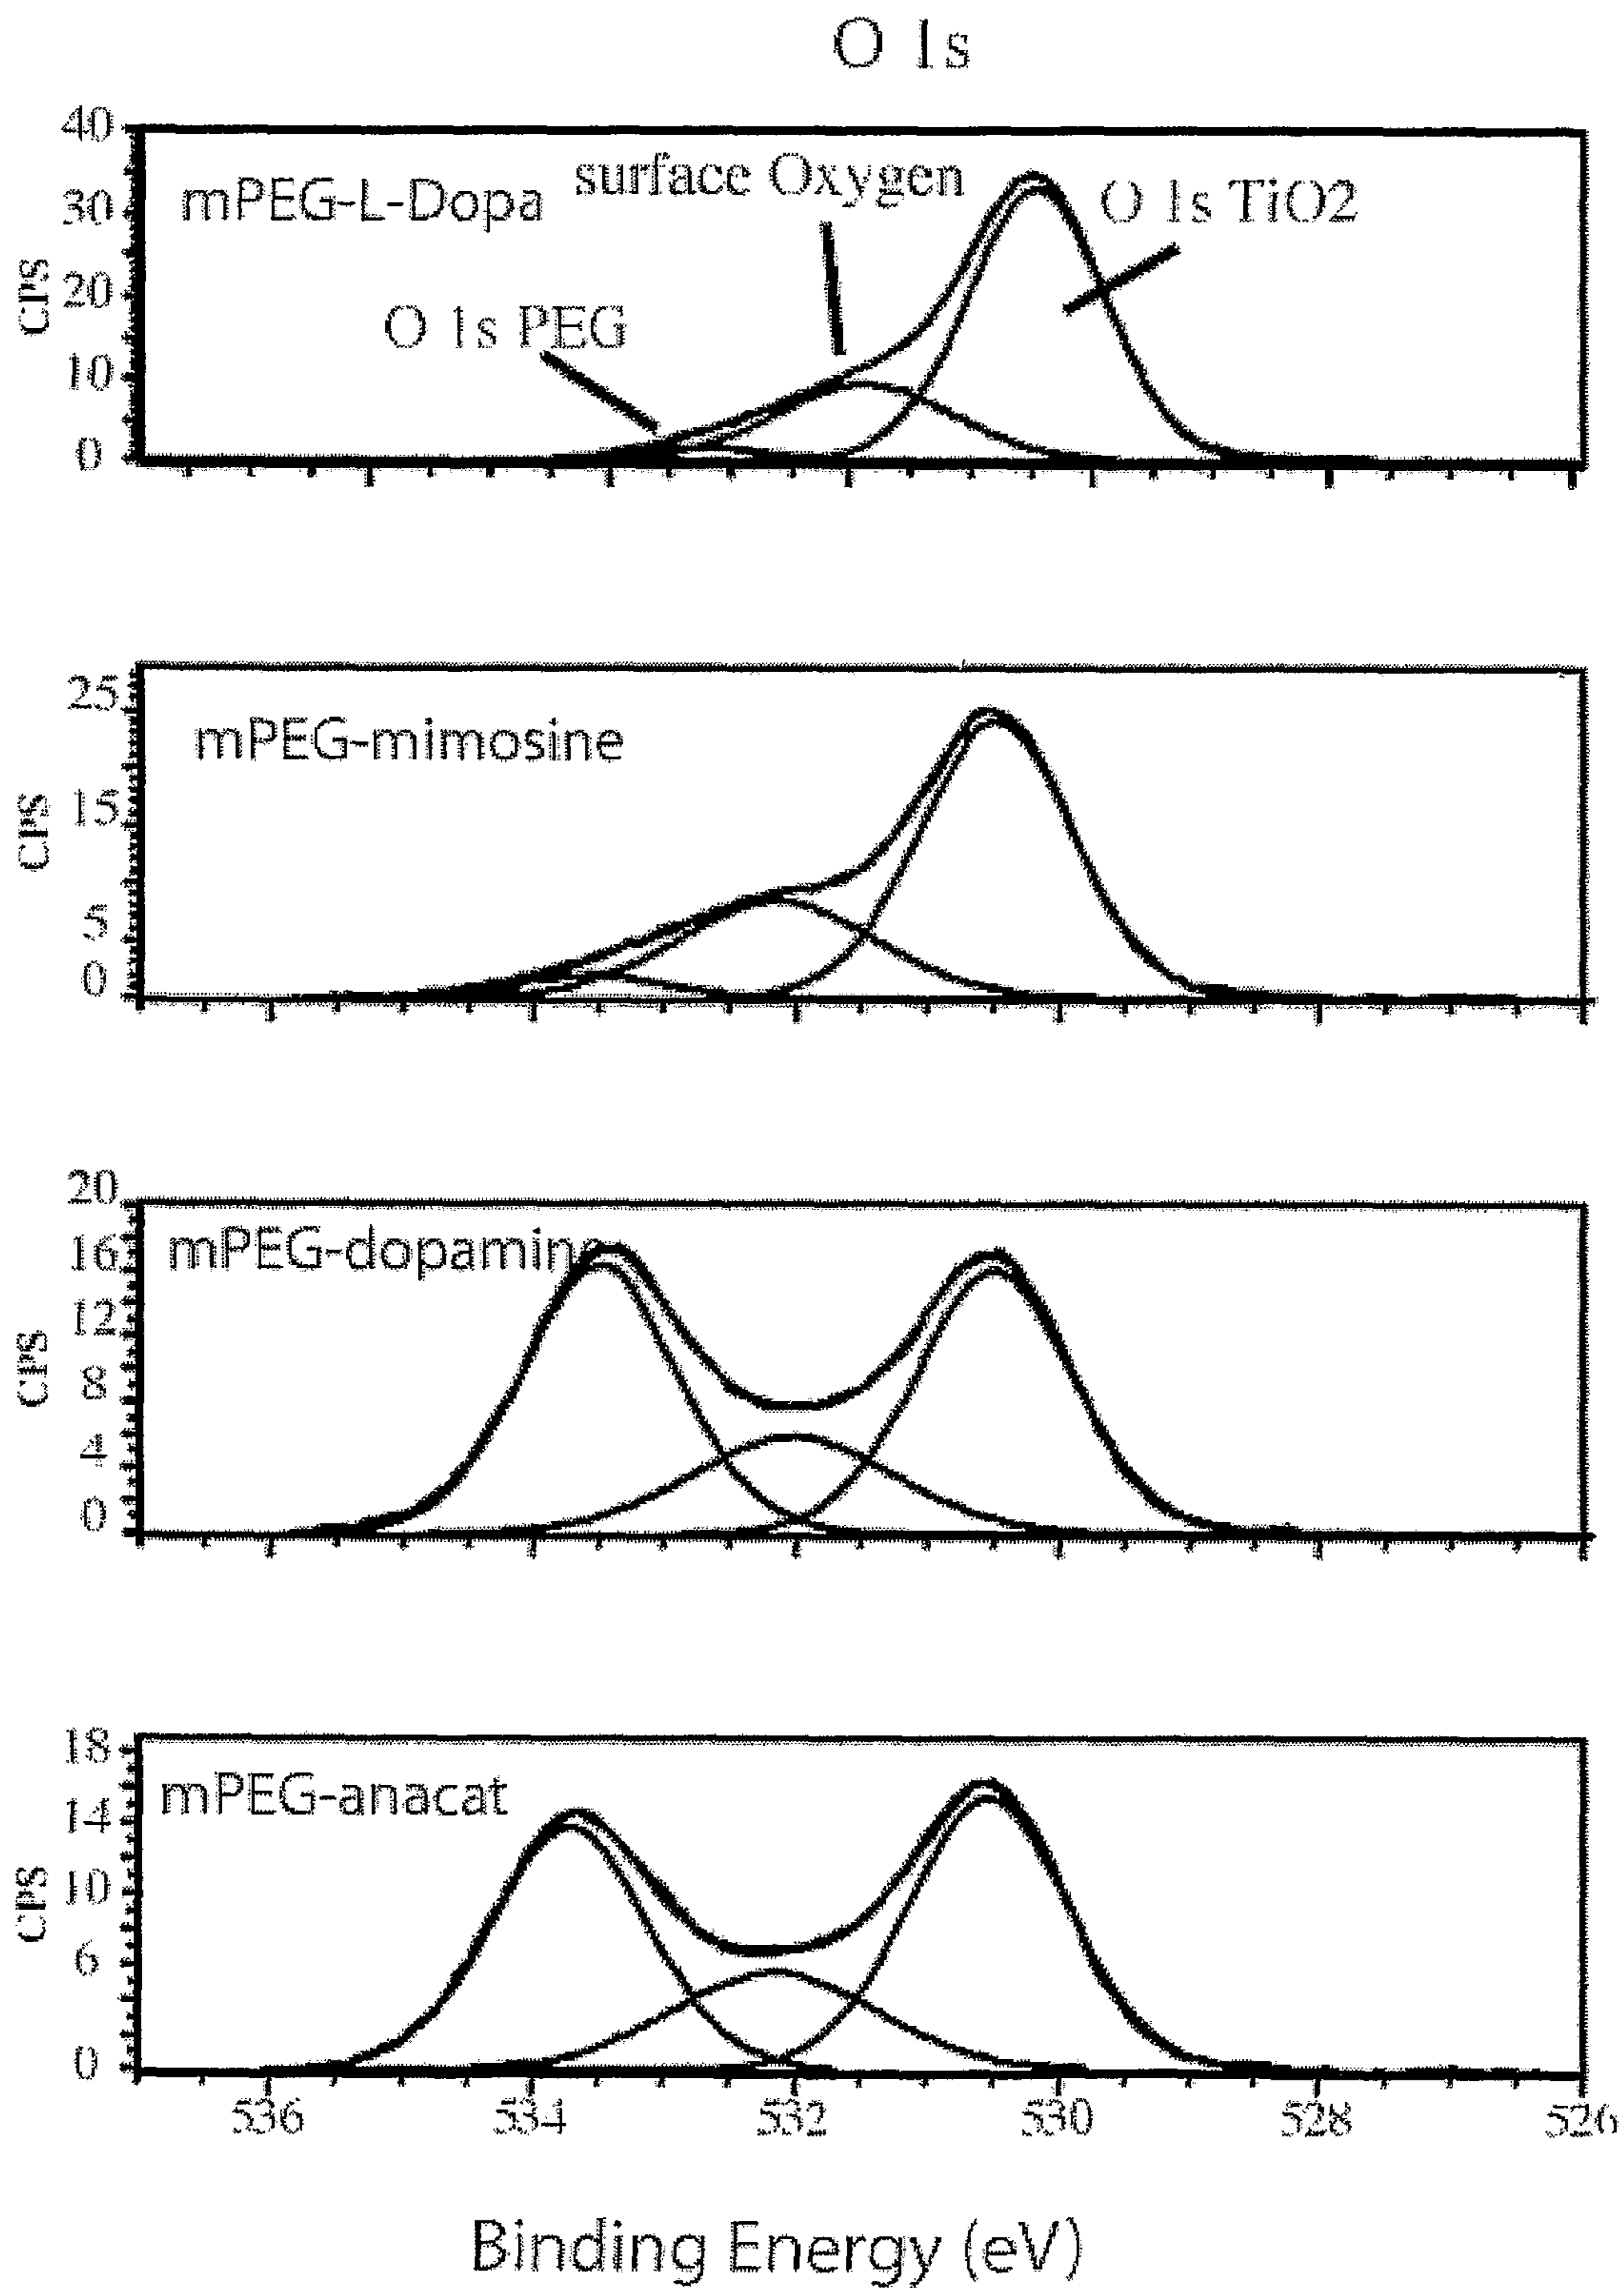 O 1s
40
mPEG-L-Dopa
surface Oxygen
30
O 1s TiO2
CPS
20
O 1s PEG
10
0
25
mPEG-mimosine
CPS
15
5
0
20
mPEG-dopamine
16
12
CPS
8
4
0
18
mPEG-anacat
14
CPS
10
6
0
536 534 532 530 528 526
Binding Energy (eV)